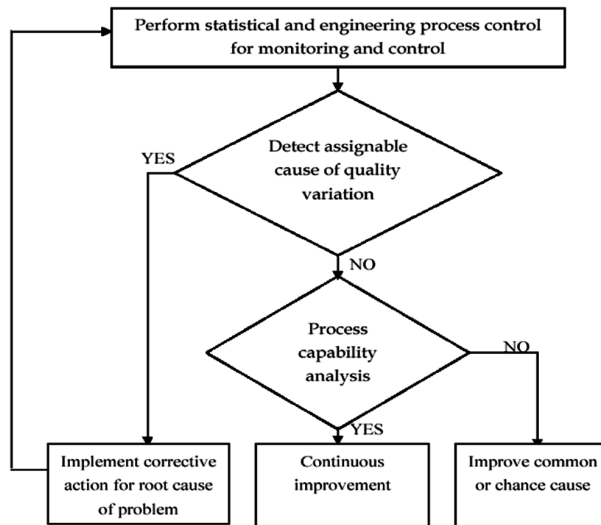 Perform statistical and engineering process control
for monitoring and control
Detect assignable
cause of quality
variation
YES
NO
Process
capability
analysis
NO
YES
Implement corrective
action for root cause
of problem
Continuous
improvement
Improve common
or chance cause